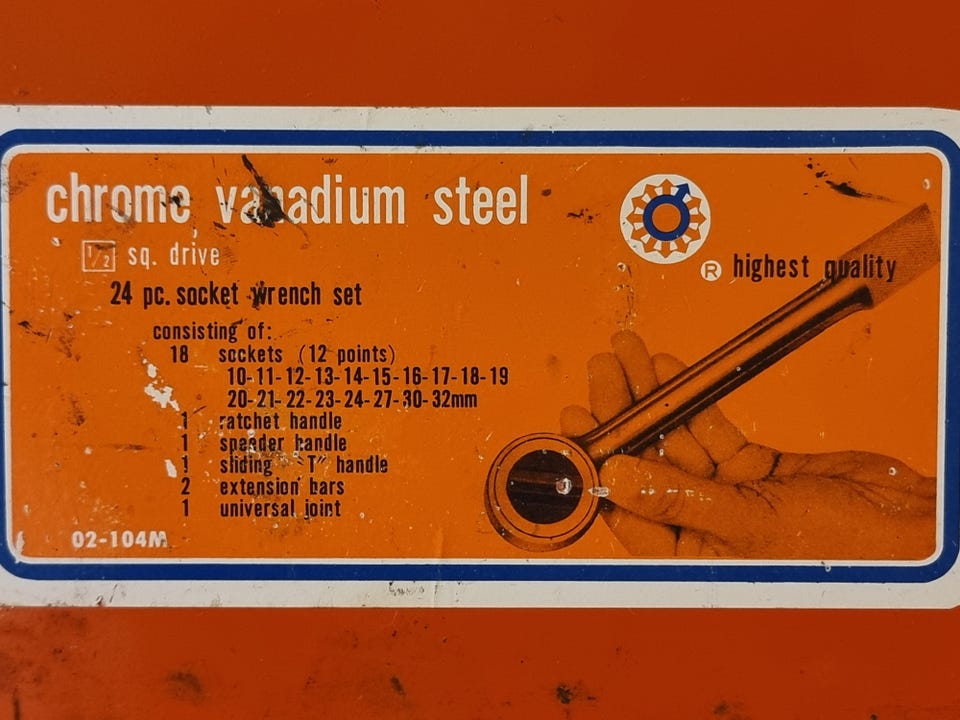 chrome vanadium steel
1/2 sq. drive
® highest quality
24 pc. socket wrench set
consisting of:
18 sockets (12 points)
10-11-12-13-14-15-16-17-18-19
20-21-22-23-24-27-30-32mm
1 ratchet handle
1 speeder handle
1 sliding "T" handle
2 extension bars
1 universal joint
02-104M